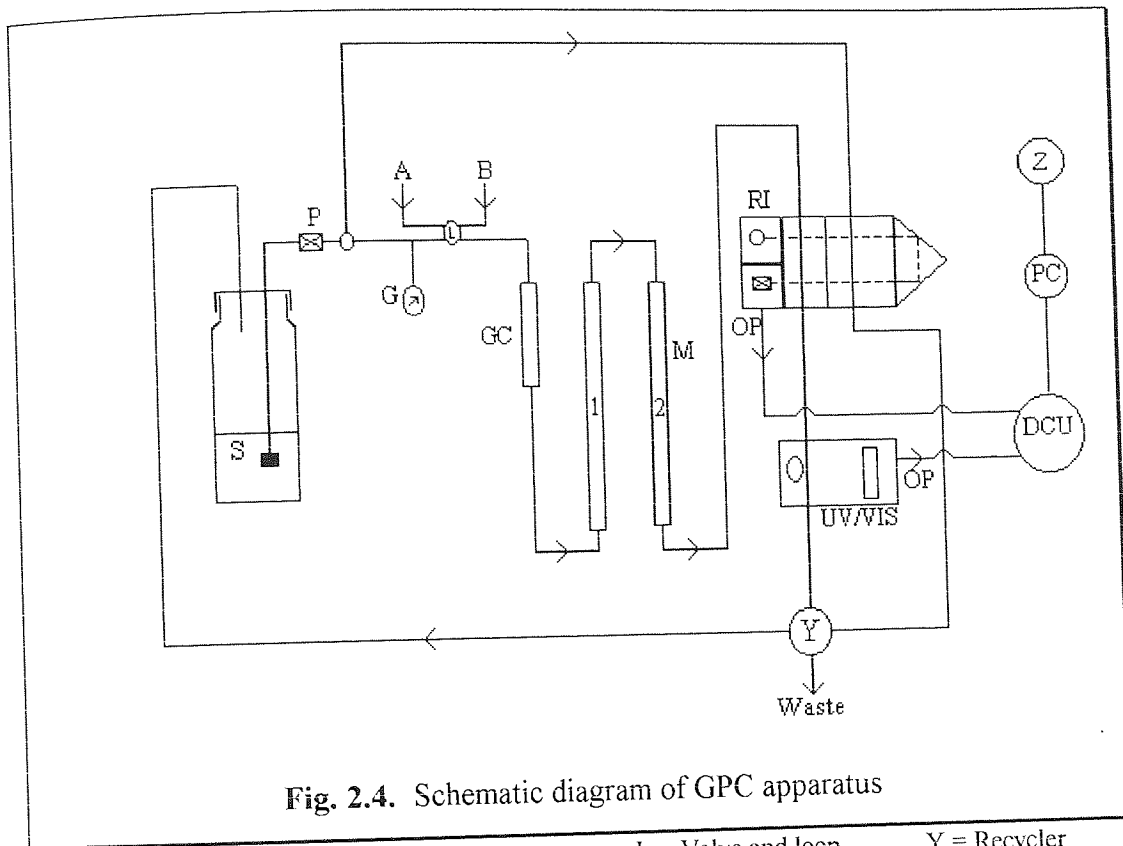 A B
Z
P
RI
L
G
PC
GC
OP
M
1 2
DCU
S
OP
UV/VIS
Y
Waste
Fig. 2.4. Schematic diagram of GPC apparatus
Valve and loop Y = Recycler